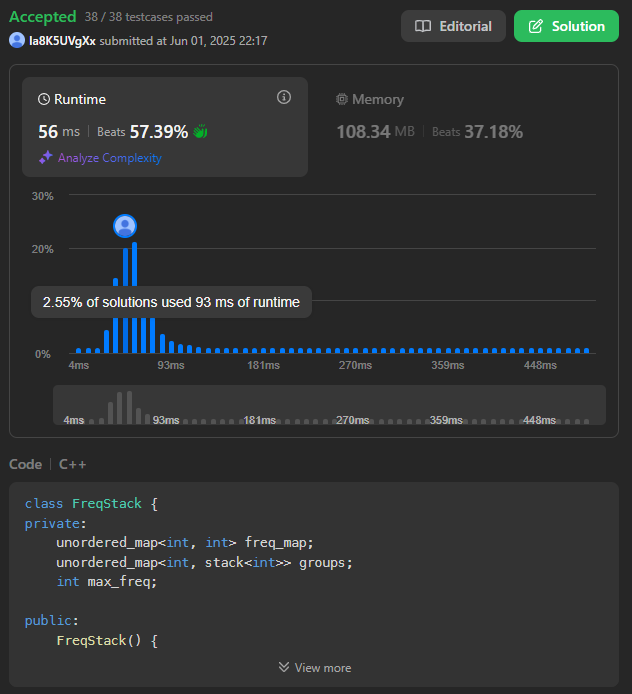 Accepted 38 / 38 testcases passed
Ia8K5UVgXx submitted at Jun 01, 2025 22:17
Editorial
Solution
Runtime
56 ms | Beats 57.39%
Analyze Complexity
Memory
108.34 MB | Beats 37.18%
30%
20%
2.55% of solutions used 93 ms of runtime
0%
4ms 93ms 181ms 270ms 359ms 448ms
4ms 93ms 181ms 270ms 359ms 448ms
Code | C++
class FreqStack {
private:
    unordered_map<int, int> freq_map;
    unordered_map<int, stack<int>> groups;
    int max_freq;
public:
    FreqStack() {
View more